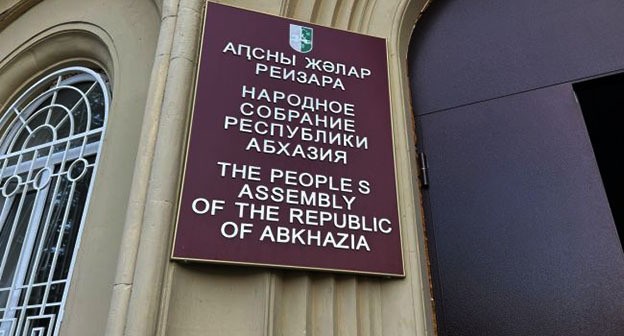 АԤСНЫ ЖӘЛАР
РЕИЗАРА
НАРОДНОЕ
СОБРАНИЕ
РЕСПУБЛИКИ
АБХАЗИЯ
THE PEOPLE S
ASSEMBLY
OF THE REPUBLIC
OF ABKHAZIA